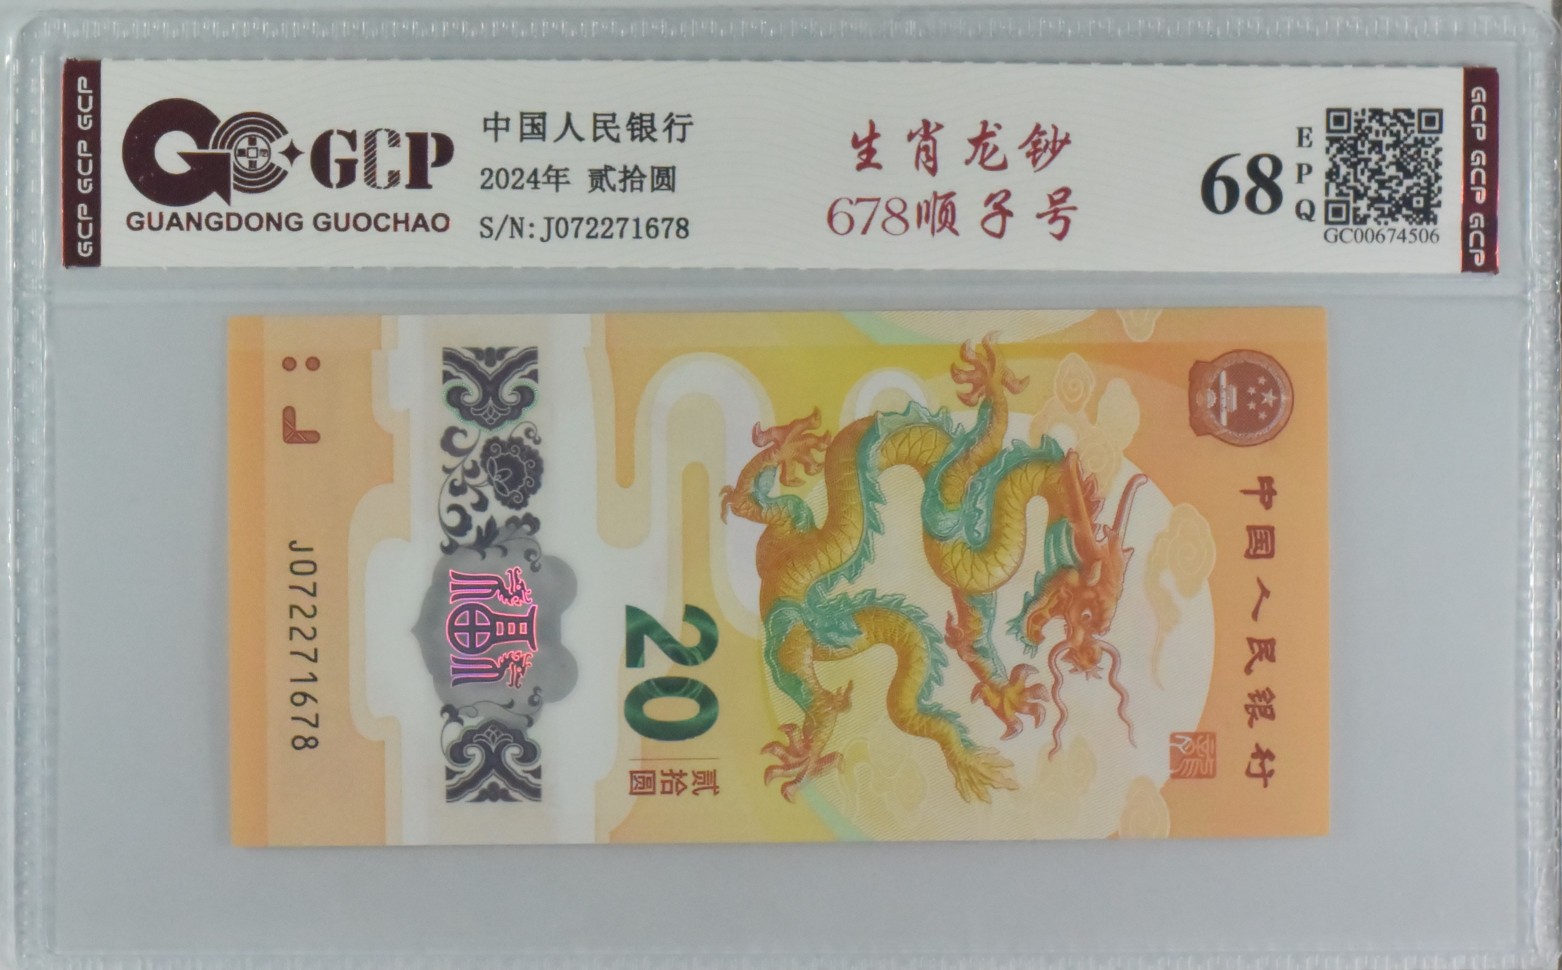 GCP GCP GCP
GCP
GUANGDONG GUOCHAO
中国人民银行
2024年 贰拾圆
S/N:J072271678
生肖龙钞
678顺子号
68
EPQ
GC00674506
GCP GCP GCP
中国人民银行
20
贰拾圆
J072271678